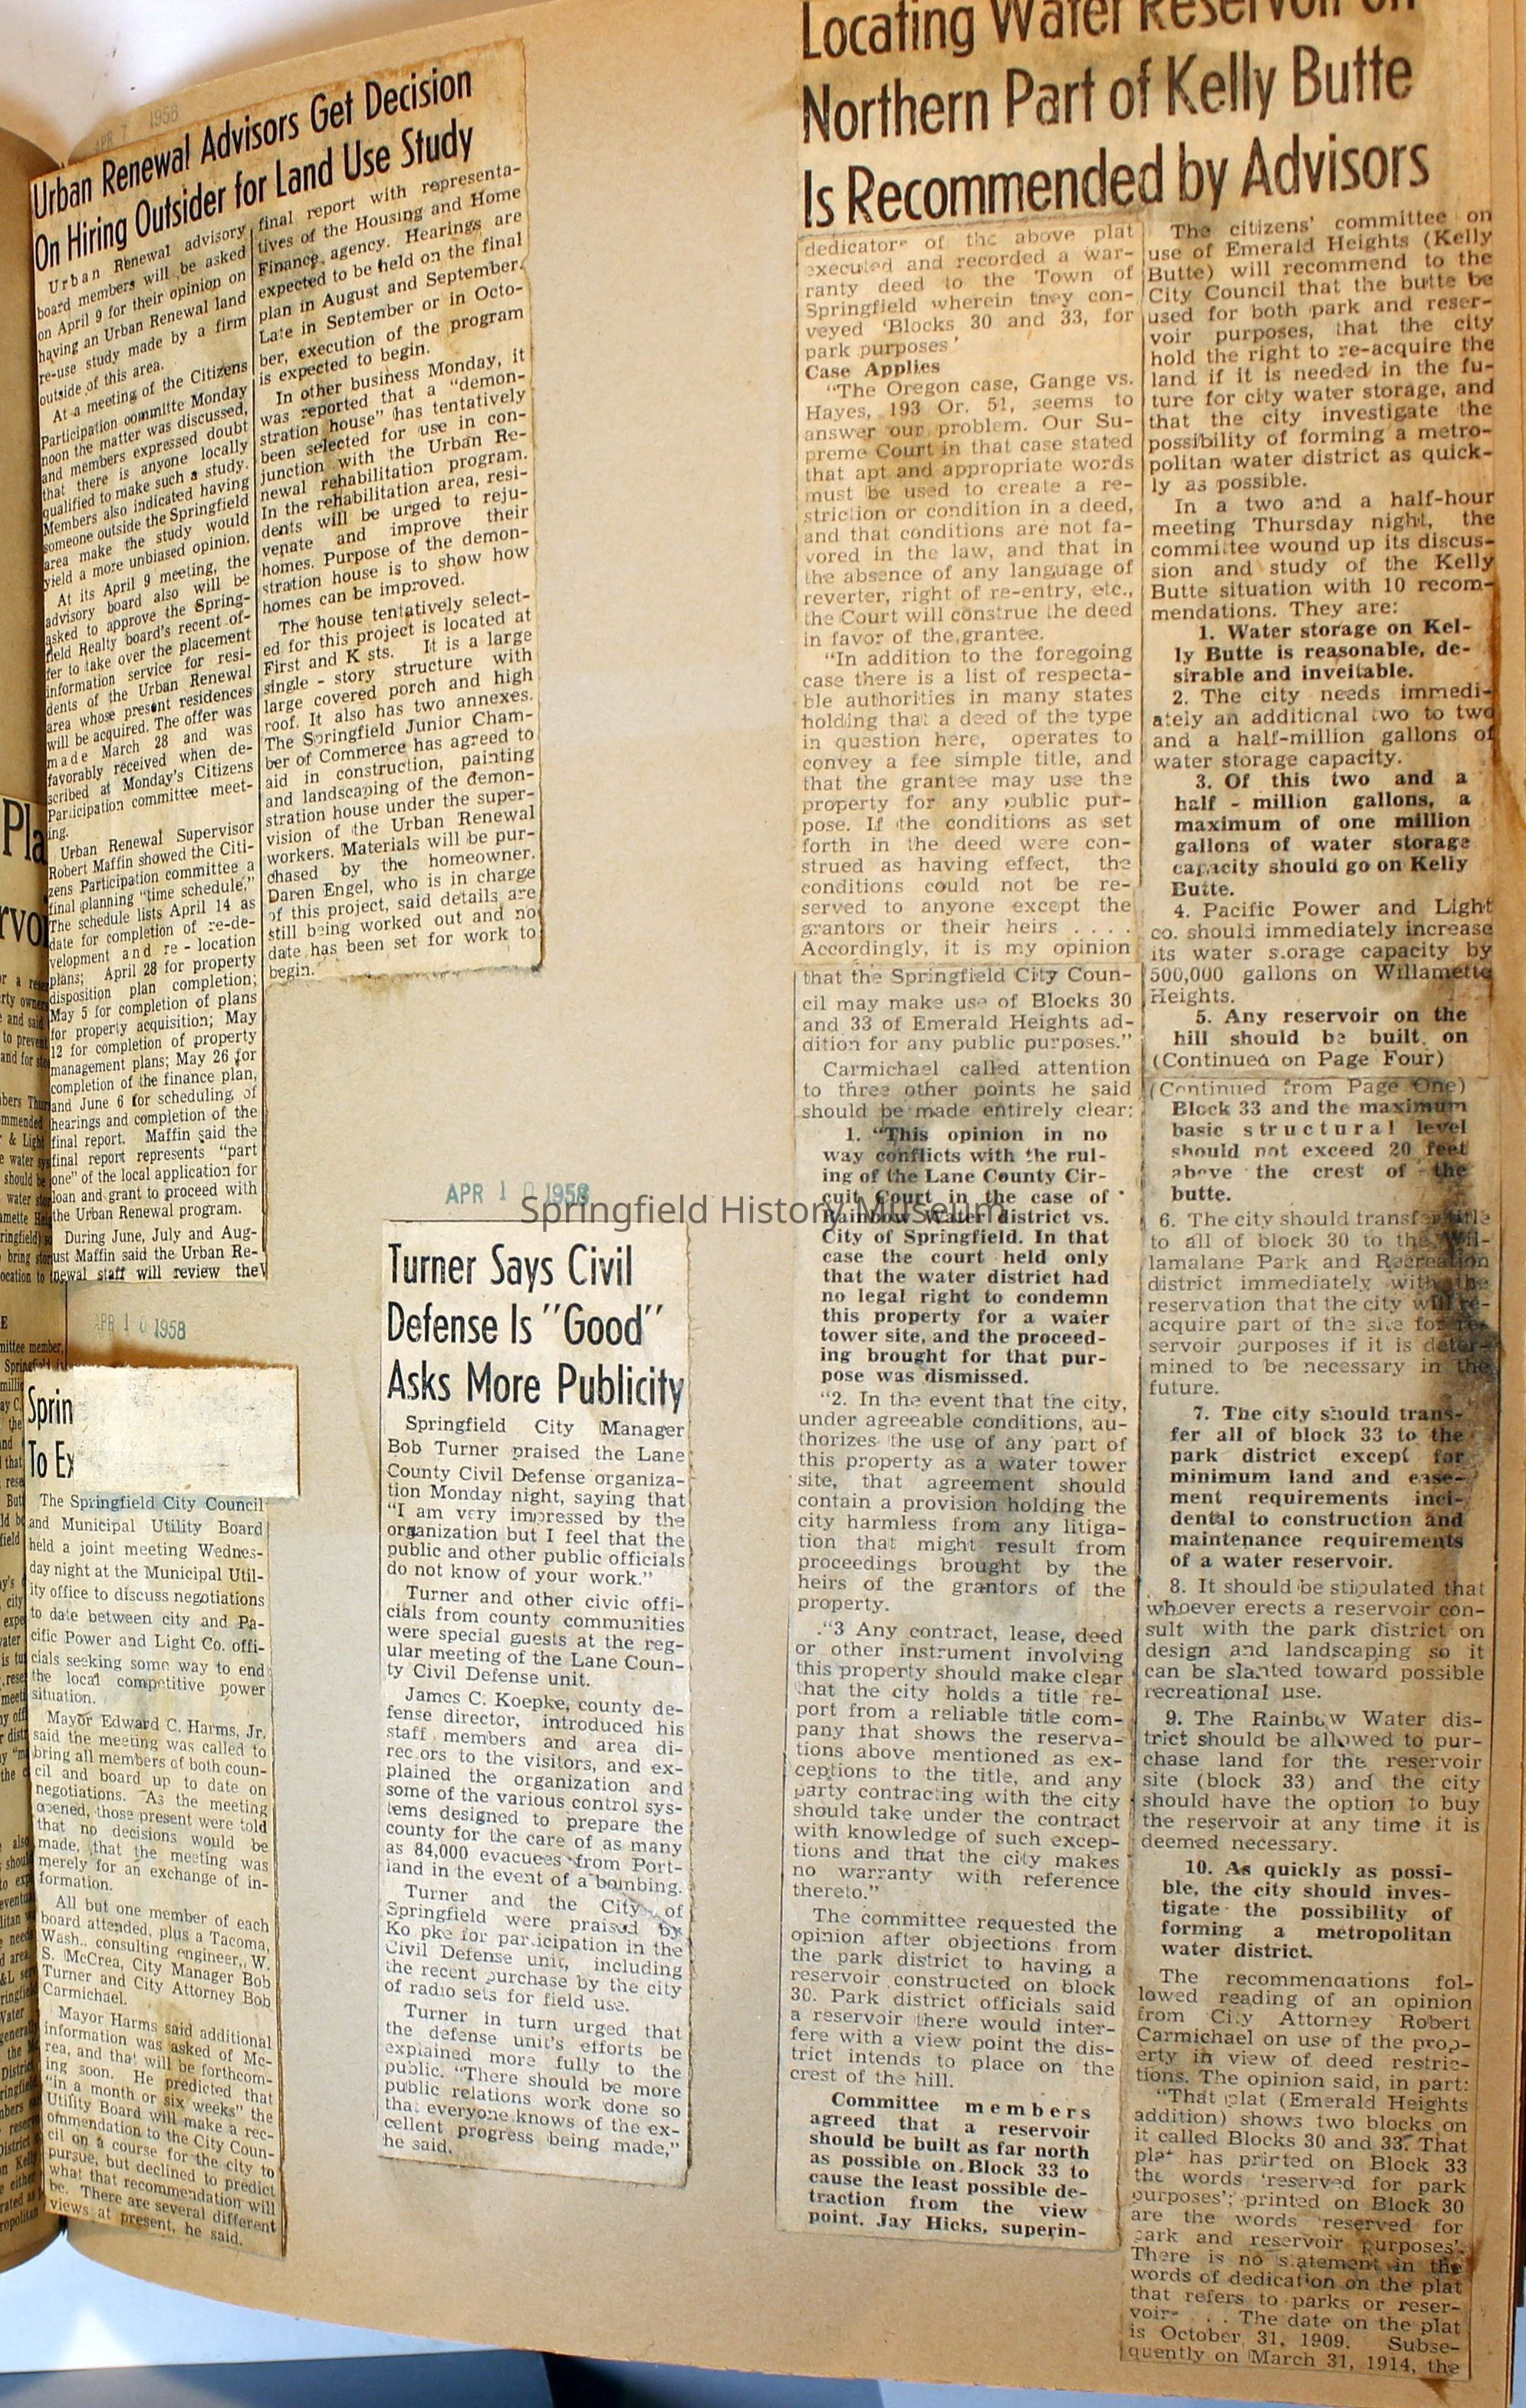 APR 7 1958
Urban Renewal Advisors Get Decision
On Hiring Outsider for Land Use Study
Urban Renewal advisory
board members will be asked
on April 9 for their opinion on
having an Urban Renewal land
re-use study made by a firm
outside of this area.
At a meeting of the Citizens
Participation committe Monday
noon the matter was discussed,
and members expressed doubt
that there is anyone locally
qualified to make such a study.
Members also indicated having
someone outside the Springfield
area make the study would
yield a more unbiased opinion.
At its April 9 meeting, the
advisory board also will be
asked to approve the Spring-
field Realty board's recent of-
fer to take over the placement
information service for resi-
dents of the Urban Renewal
area whose present residences
will be acquired. The offer was
made March 28 and was
favorably received when de-
scribed at Monday's Citizens
Participation committee meet-
ing.
Urban Renewal Supervisor
Robert Maffin showed the Citi-
zens Participation committee a
final planning "time schedule."
The schedule lists April 14 as
date for completion of re-de-
velopment and re - location
plans; April 28 for property
disposition plan completion;
May 5 for completion of plans
for property acquisition; May
12 for completion of property
management plans; May 26 for
completion of the finance plan,
and June 6 for scheduling of
hearings and completion of the
final report. Maffin said the
final report represents "part
one" of the local application for
loan and grant to proceed with
the Urban Renewal program.
During June, July and Aug-
ust Maffin said the Urban Re-
newal staff will review the
final report with representa-
tives of the Housing and Home
Finance agency. Hearings are
expected to be held on the final
plan in August and September.
Late in September or in Octo-
ber, execution of the program
is expected to begin.
In other business Monday, it
was reported that a "demon-
stration house" has tentatively
been selected for use in con-
junction with the Urban Re-
newal rehabilitation program.
In the rehabilitation area, resi-
dents will be urged to reju-
venate and improve their
homes. Purpose of the demon-
stration house is to show how
homes can be improved.
The house tentatively select-
ed for this project is located at
First and K sts. It is a large
single - story structure with
large covered porch and high
roof. It also has two annexes.
The Springfield Junior Cham-
ber of Commerce has agreed to
aid in construction, painting
and landscaping of the demon-
stration house under the super-
vision of the Urban Renewal
workers. Materials will be pur-
chased by the homeowner.
Daren Engel, who is in charge
of this project, said details are
still being worked out and no
date has been set for work to
begin.
APR 10 1958
Sprin
To Ex
The Springfield City Council
and Municipal Utility Board
held a joint meeting Wednes-
day night at the Municipal Util-
ity office to discuss negotiations
to date between city and Pa-
cific Power and Light Co. offi-
cials seeking some way to end
the local competitive power
situation.
Mayor Edward C. Harms, Jr.
said the meeting was called to
bring all members of both coun-
cil and board up to date on
negotiations. As the meeting
opened, those present were told
that no decisions would be
made, that the meeting was
merely for an exchange of in-
formation.
All but one member of each
board attended, plus a Tacoma,
Wash., consulting engineer, W.
S. McCrea, City Manager Bob
Turner and City Attorney Bob
Carmichael.
Mayor Harms said additional
information was asked of Mc-
rea, and that will be forthcom-
ing soon. He predicted that
"in a month or six weeks" the
Utility Board will make a rec-
ommendation to the City Coun-
cil on a course for the city to
pursue, but declined to predict
what that recommendation will
be. There are several different
views at present, he said.
APR 10 1958
Springfield History Museum
Turner Says Civil
Defense Is "Good"
Asks More Publicity
Springfield City Manager
Bob Turner praised the Lane
County Civil Defense organiza-
tion Monday night, saying that
"I am very impressed by the
organization but I feel that the
public and other public officials
do not know of your work."
Turner and other civic offi-
cials from county communities
were special guests at the reg-
ular meeting of the Lane Coun-
ty Civil Defense unit.
James C. Koepke, county de-
fense director, introduced his
staff members and area di-
rec ors to the visitors, and ex-
plained the organization and
some of the various control sys-
tems designed to prepare the
county for the care of as many
as 84,000 evacuees from Port-
land in the event of a bombing.
Turner and the City of
Springfield were praised by
Ko pke for par icipation in the
Civil Defense unit, including
the recent purchase by the city
of radio sets for field use.
Turner in turn urged that
the defense unit's efforts be
explained more fully to the
public. "There should be more
public relations work done so
that everyone knows of the ex-
cellent progress being made,"
he said.
Locating Water Reservoir on
Northern Part of Kelly Butte
Is Recommended by Advisors
dedicators of the above plat
executed and recorded a war-
ranty deed to the Town of
Springfield wherein they con-
veyed 'Blocks 30 and 33, for
park purposes'
Case Applies
"The Oregon case, Gange vs.
Hayes, 193 Or. 51, seems to
answer our problem. Our Su-
preme Court in that case stated
that apt and appropriate words
must be used to create a re-
striction or condition in a deed,
and that conditions are not fa-
vored in the law, and that in
the absence of any language of
reverter, right of re-entry, etc.,
the Court will construe the deed
in favor of the grantee.
"In addition to the foregoing
case there is a list of respecta-
ble authorities in many states
holding that a deed of the type
in question here, operates to
convey a fee simple title, and
that the grantee may use the
property for any public pur-
pose. If the conditions as set
forth in the deed were con-
strued as having effect, the
conditions could not be re-
served to anyone except the
grantors or their heirs . . . .
Accordingly, it is my opinion
that the Springfield City Coun-
cil may make use of Blocks 30
and 33 of Emerald Heights ad-
dition for any public purposes."
Carmichael called attention
to three other points he said
should be made entirely clear:
1. "This opinion in no
way conflicts with the rul-
ing of the Lane County Cir-
cuit Court in the case of
Rainbow Water district vs.
City of Springfield. In that
case the court held only
that the water district had
no legal right to condemn
this property for a water
tower site, and the proceed-
ing brought for that pur-
pose was dismissed.
"2. In the event that the city,
under agreeable conditions, au-
thorizes the use of any part of
this property as a water tower
site, that agreement should
contain a provision holding the
city harmless from any litiga-
tion that might result from
proceedings brought by the
heirs of the grantors of the
property.
"3 Any contract, lease, deed
or other instrument involving
this property should make clear
that the city holds a title re-
port from a reliable title com-
pany that shows the reserva-
tions above mentioned as ex-
ceptions to the title, and any
party contracting with the city
should take under the contract
with knowledge of such excep-
tions and that the city makes
no warranty with reference
thereto."
The committee requested the
opinion after objections from
the park district to having a
reservoir constructed on block
30. Park district officials said
a reservoir there would inter-
fere with a view point the dis-
trict intends to place on the
crest of the hill.
Committee members
agreed that a reservoir
should be built as far north
as possible on Block 33 to
cause the least possible de-
traction from the view
point. Jay Hicks, superin-
The citizens' committee on
use of Emerald Heights (Kelly
Butte) will recommend to the
City Council that the butte be
used for both park and reser-
voir purposes, that the city
hold the right to re-acquire the
land if it is needed in the fu-
ture for city water storage, and
that the city investigate the
possibility of forming a metro-
politan water district as quick-
ly as possible.
In a two and a half-hour
meeting Thursday night, the
committee wound up its discus-
sion and study of the Kelly
Butte situation with 10 recom-
mendations. They are:
1. Water storage on Kel-
ly Butte is reasonable, de-
sirable and inveitable.
2. The city needs immedi-
ately an additional two to two
and a half-million gallons of
water storage capacity.
3. Of this two and a
half - million gallons, a
maximum of one million
gallons of water storage
capacity should go on Kelly
Butte.
4. Pacific Power and Light
co. should immediately increase
its water s.orage capacity by
500,000 gallons on Willamette
Heights.
5. Any reservoir on the
hill should be built on
(Continued on Page Four)
(Continued from Page One)
Block 33 and the maximum
basic structural level
should not exceed 20 feet
above the crest of the
butte.
6. The city should transfer title
to all of block 30 to the Wil-
lamalane Park and Recreation
district immediately with the
reservation that the city will re-
acquire part of the site for re-
servoir purposes if it is deter-
mined to be necessary in the
future.
7. The city should trans-
fer all of block 33 to the
park district except for
minimum land and ease-
ment requirements inci-
dental to construction and
maintenance requirements
of a water reservoir.
8. It should be stipulated that
whoever erects a reservoir con-
sult with the park district on
design and landscaping so it
can be slanted toward possible
recreational use.
9. The Rainbow Water dis-
trict should be allowed to pur-
chase land for the reservoir
site (block 33) and the city
should have the option to buy
the reservoir at any time it is
deemed necessary.
10. As quickly as possi-
ble, the city should inves-
tigate the possibility of
forming a metropolitan
water district.
The recommendations fol-
lowed reading of an opinion
from City Attorney Robert
Carmichael on use of the prop-
erty in view of deed restric-
tions. The opinion said, in part:
"That plat (Emerald Heights
addition) shows two blocks on
it called Blocks 30 and 33. That
plat has printed on Block 33
the words 'reserved for park
purposes'; printed on Block 30
are the words 'reserved for
park and reservoir purposes'.
There is no s.atement in the
words of dedication on the plat
that refers to parks or reser-
voirs . . . The date on the plat
is October 31, 1909. Subse-
quently on March 31, 1914, the